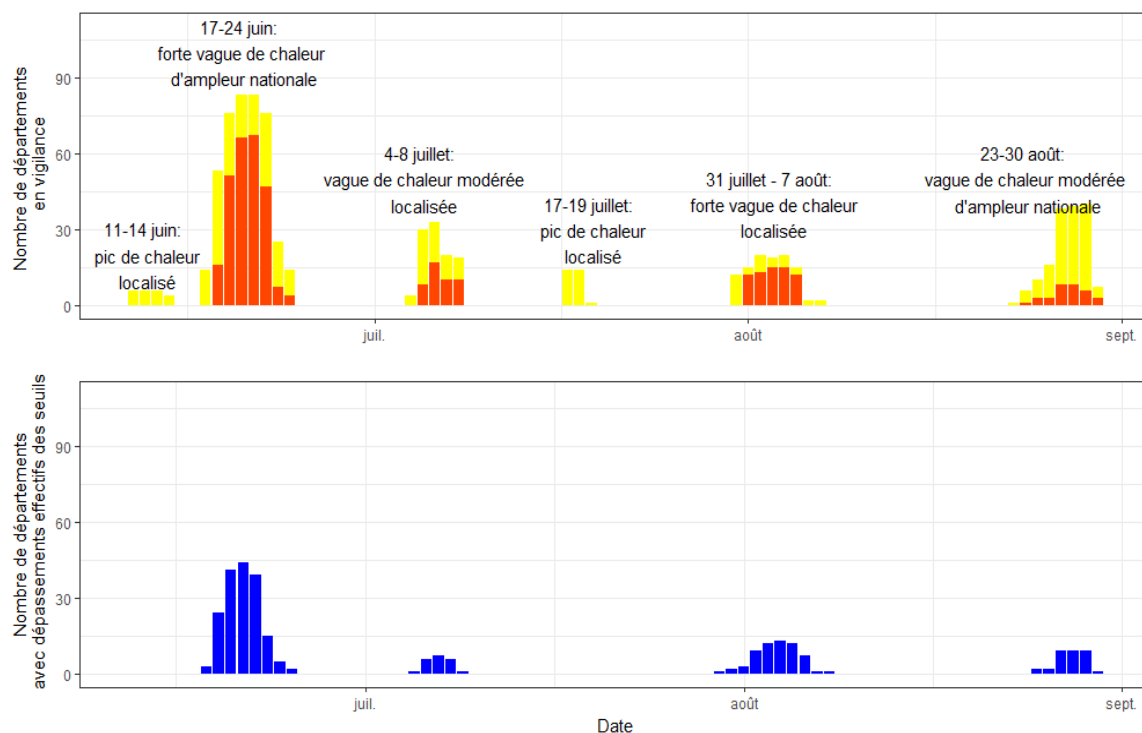 Nombre de départements
en vigilance
90
60
30
0
17-24 juin:
forte vague de chaleur
d'ampleur nationale
11-14 juin:
pic de chaleur
localisé
4-8 juillet:
vague de chaleur modérée
localisée
17-19 juillet:
pic de chaleur
localisé
31 juillet - 7 août:
forte vague de chaleur
localisée
23-30 août:
vague de chaleur modérée
d'ampleur nationale
juil.
août
sept.
Nombre de départements
avec dépassements effectifs des seuils
90
60
30
0
juil.
août
sept.
Date